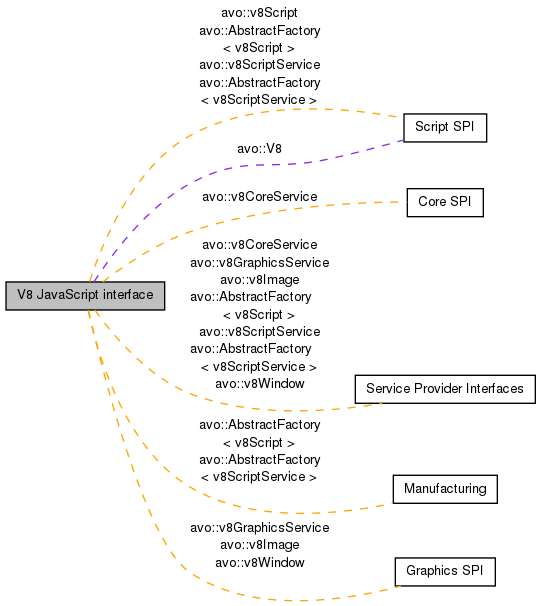 avo::v8Script
avo::AbstractFactory
< v8Script >
avo::v8ScriptService
avo::AbstractFactory
< v8ScriptService >
Script SPI
avo::V8
avo::v8CoreService
Core SPI
avo::v8CoreService
avo::v8GraphicsService
avo::v8Image
avo::AbstractFactory
< v8Script >
avo::v8ScriptService
avo::AbstractFactory
< v8ScriptService >
avo::v8Window
V8 JavaScript interface
Service Provider Interfaces
avo::AbstractFactory
< v8Script >
avo::AbstractFactory
< v8ScriptService >
Manufacturing
avo::v8GraphicsService
avo::v8Image
avo::v8Window
Graphics SPI